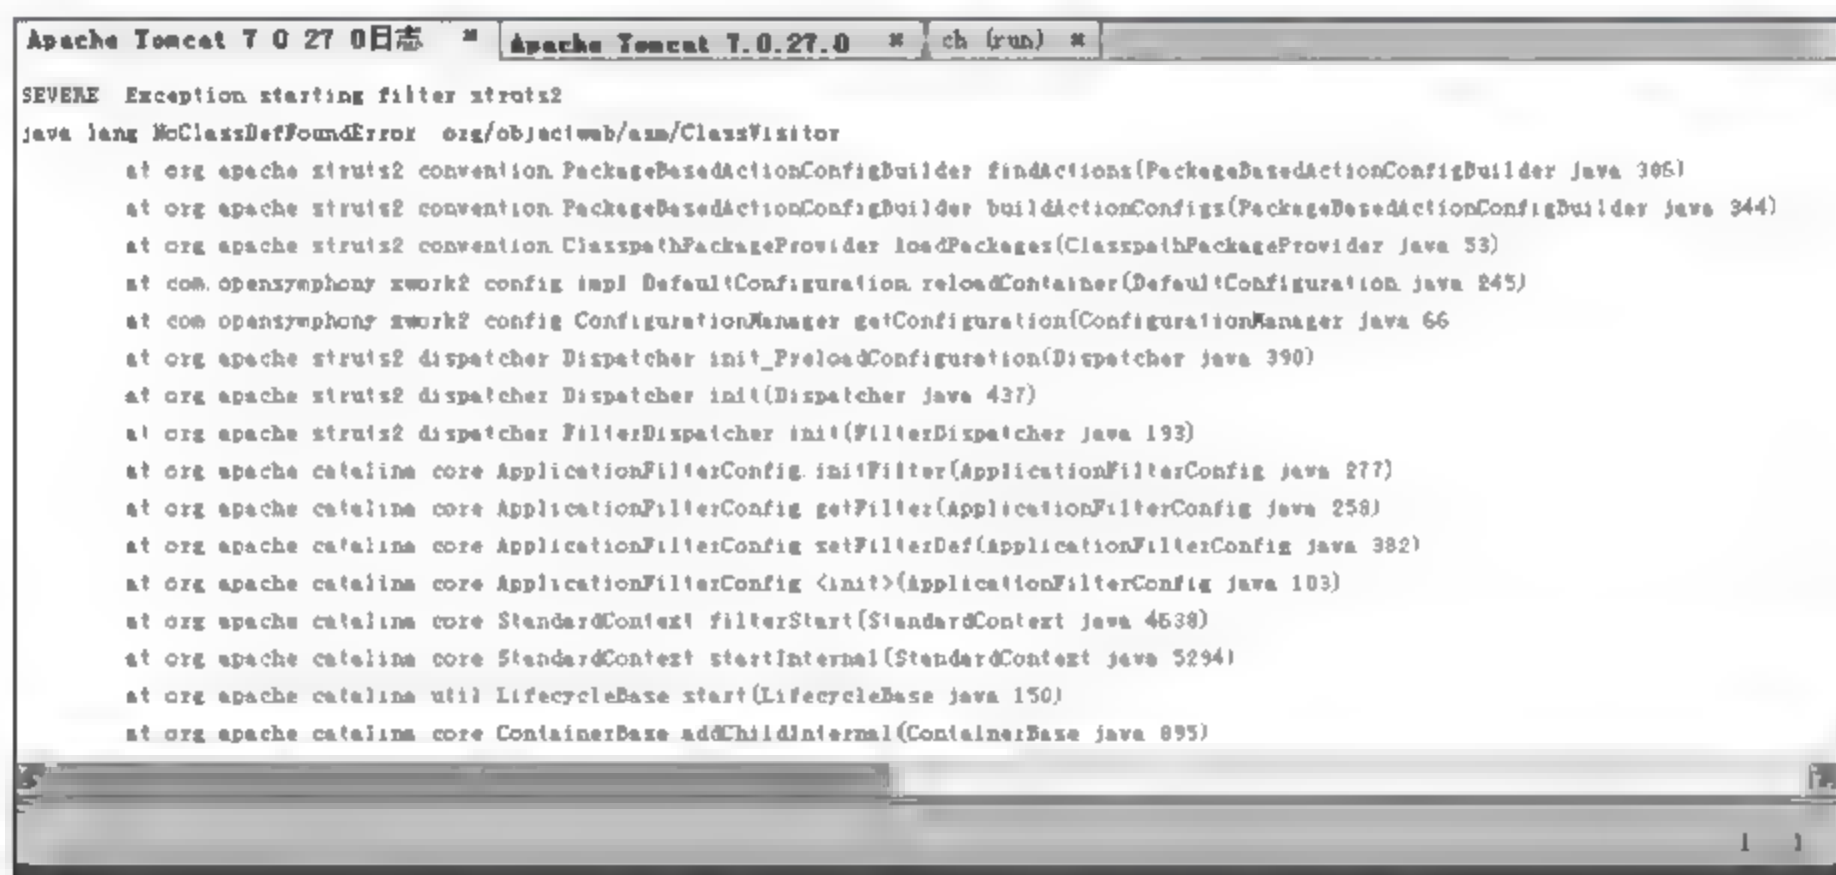 Apache Tomcat 7 0 27 0日志 Apache Tomcat 7.0.27.0 ch (run)
SEVERE Exception starting filter struts2
java lang NoClassDefFoundError org/objectweb/asm/ClassVisitor
at org apache struts2 convention PackageBasedActionConfigBuilder findActions(PackageBasedActionConfigBuilder java
at org apache struts2 convention PackageBasedActionConfigBuilder buildActionConfigs(PackageBasedActionConfigBuilder java 344)
at org apache struts2 convention ClasspathPackageProvider loadPackages(ClasspathPackageProvider java 53)
at com.opensymphony xwork2 config impl DefaultConfiguration reloadContainer(DefaultConfiguration java 245)
at com opensymphony xwork2 config ConfigurationManager getConfiguration(ConfigurationManager java 66
at org apache struts2 dispatcher Dispatcher init_PreloadConfiguration(Dispatcher java 390)
at org apache struts2 dispatcher Dispatcher init(Dispatcher java 437)
at org apache struts2 dispatcher FilterDispatcher init(FilterDispatcher java 193)
at org apache catalina core ApplicationFilterConfig initFilter(ApplicationFilterConfig java 277)
at org apache catalina core ApplicationFilterConfig getFilter(ApplicationFilterConfig java 258)
at org apache catalina core ApplicationFilterConfig setFilterDef(ApplicationFilterConfig java 382)
at org apache catalina core ApplicationFilterConfig <init>(ApplicationFilterConfig java 103)
at org apache catalina core StandardContext filterStart(StandardContext java 4638)
at org apache catalina core StandardContext startInternal(StandardContext java 5294)
at org apache catalina util LifecycleBase start(LifecycleBase java 150)
at org apache catalina core ContainerBase addChildInternal(ContainerBase java 895)